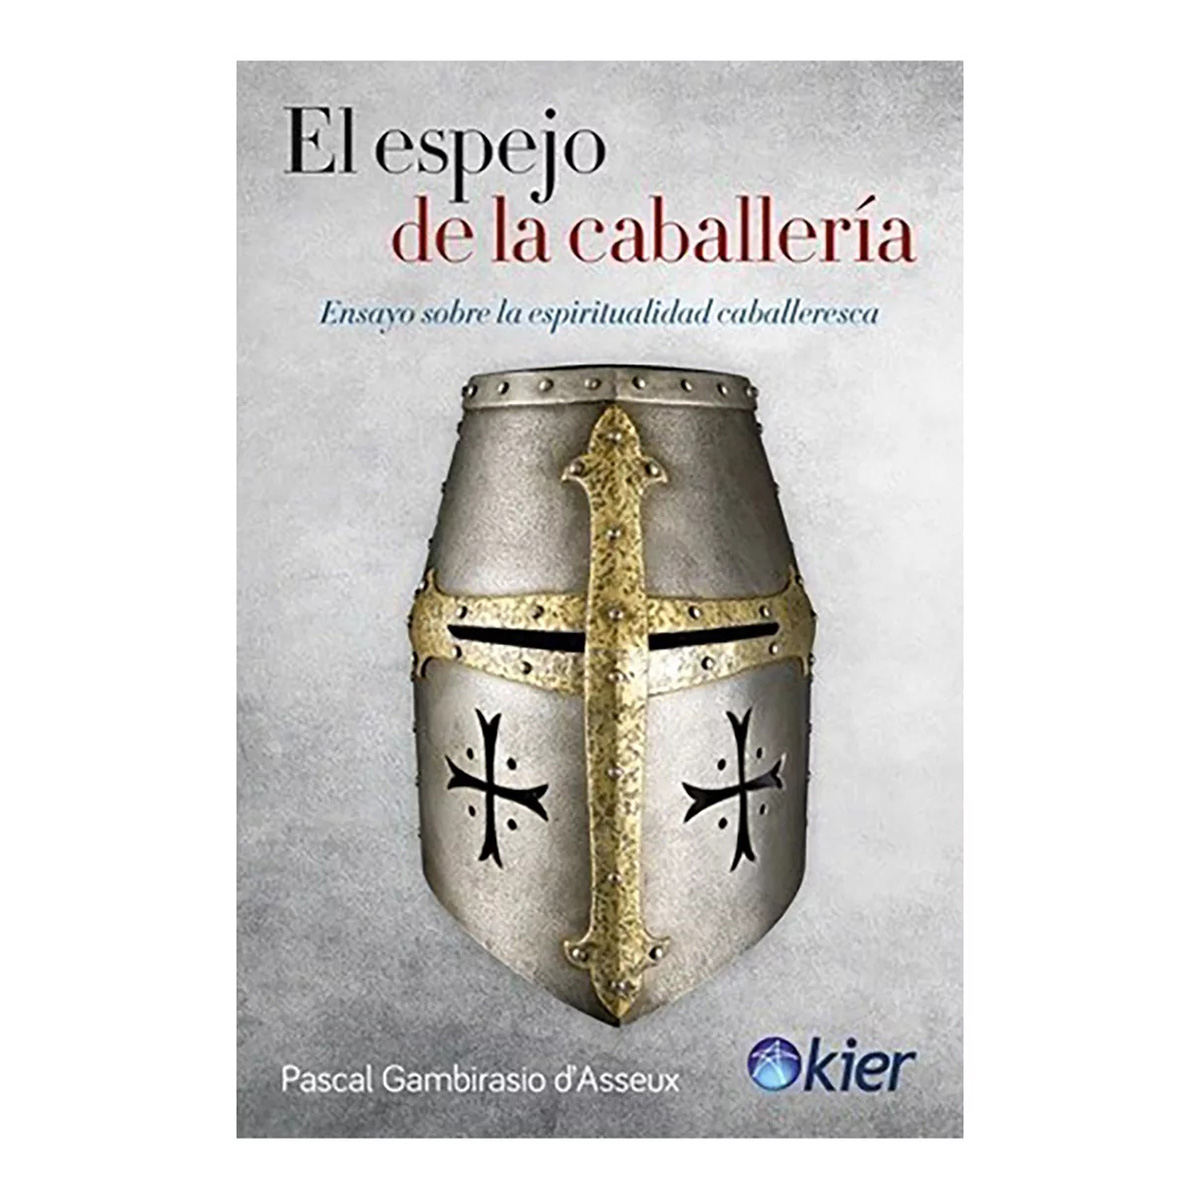 El espejo
de la caballería
Ensayo sobre la espiritualidad caballeresca
Pascal Gambirasio d'Asseux
kier